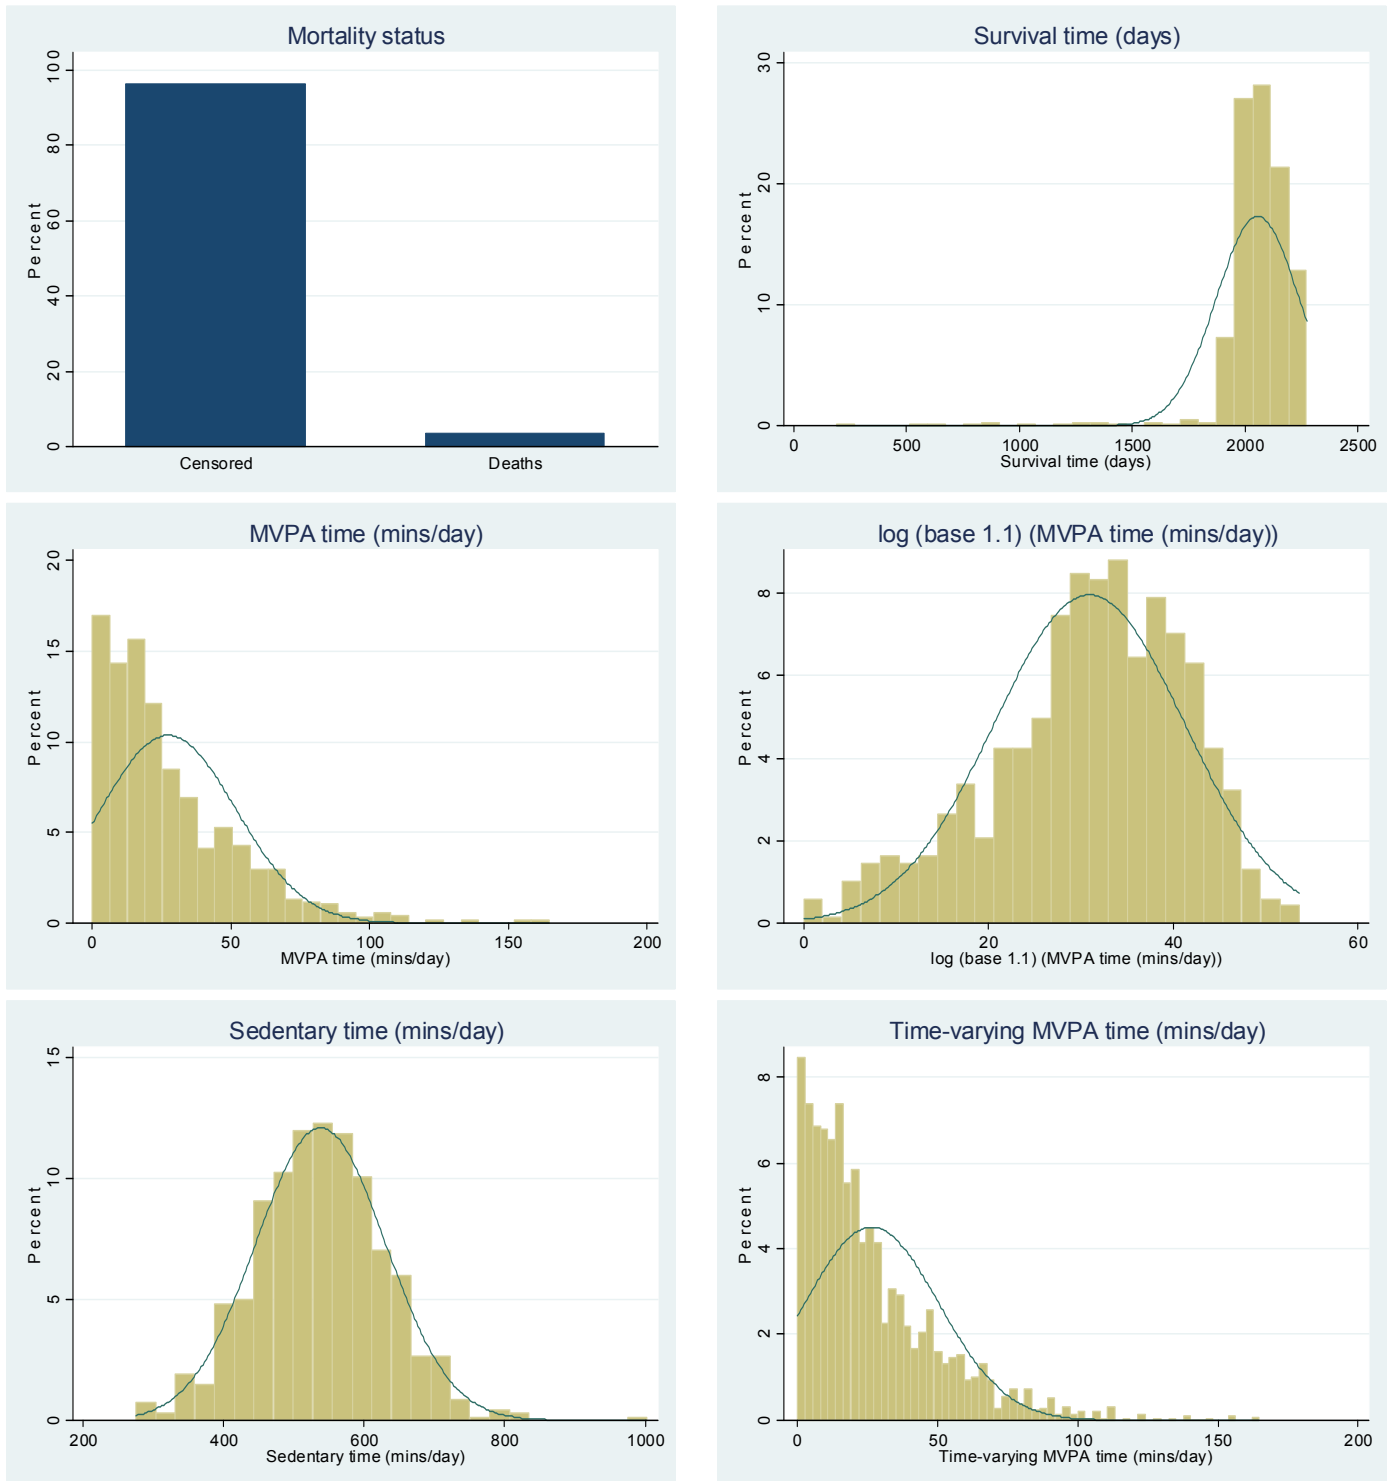 Mortality status
Percent
0 20 40 60 80 100
Censored Deaths
Survival time (days)
Percent
0 10 20 30
0 500 1000 1500 2000 2500
Survival time (days)
MVPA time (mins/day)
Percent
0 5 10 15 20
0 50 100 150 200
MVPA time (mins/day)
log (base 1.1) (MVPA time (mins/day))
Percent
0 2 4 6 8
0 20 40 60
log (base 1.1) (MVPA time (mins/day))
Sedentary time (mins/day)
Percent
0 5 10 15
200 400 600 800 1000
Sedentary time (mins/day)
Time-varying MVPA time (mins/day)
Percent
0 2 4 6 8
0 50 100 150 200
Time-varying MVPA time (mins/day)